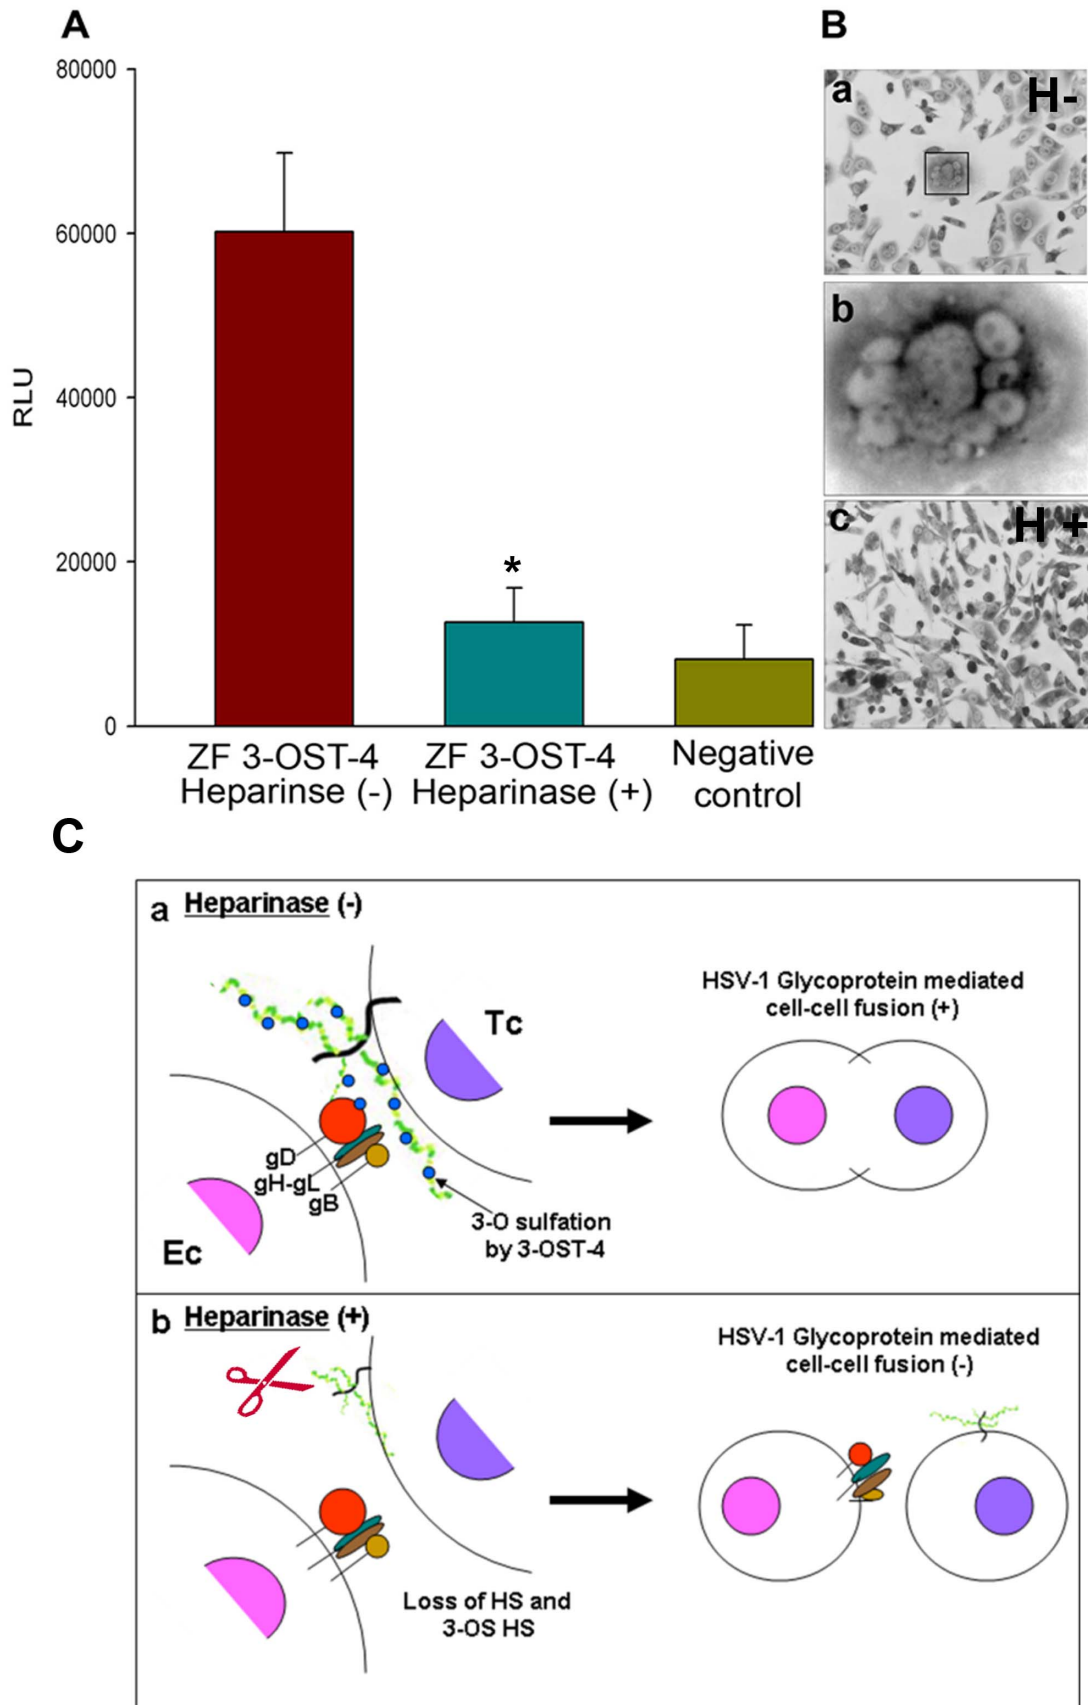 A
80000
60000
40000
20000
0
RLU
*
ZF 3-OST-4
Heparinse (-)
ZF 3-OST-4
Heparinase (+)
Negative
control
B
a
H-
b
c
H +
C
a Heparinase (-)
Tc
gD
gH-gL
gB
Ec
3-O sulfation
by 3-OST-4
HSV-1 Glycoprotein mediated
cell-cell fusion (+)
b Heparinase (+)
Loss of HS and
3-OS HS
HSV-1 Glycoprotein mediated
cell-cell fusion (-)